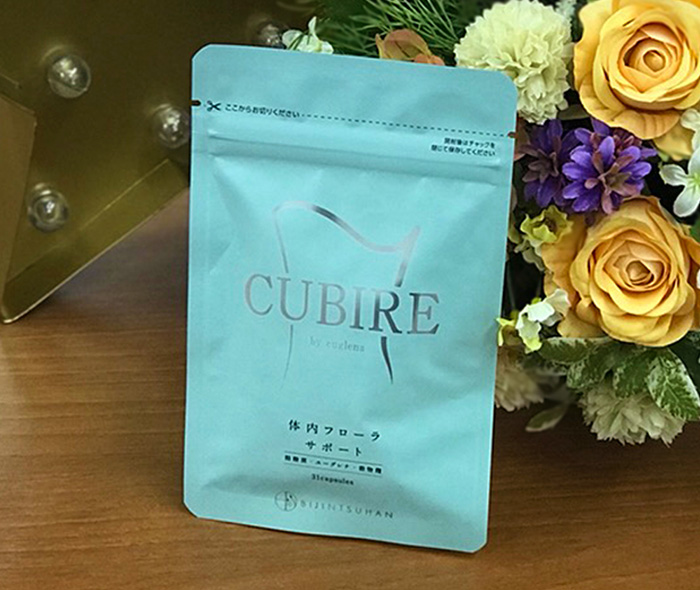 ここからお切りください
開封後はチャックを
閉じて保存してください
CUBIRE
by euglena
体内フローラ
サポート
31capsules
BIJINTSUHAN